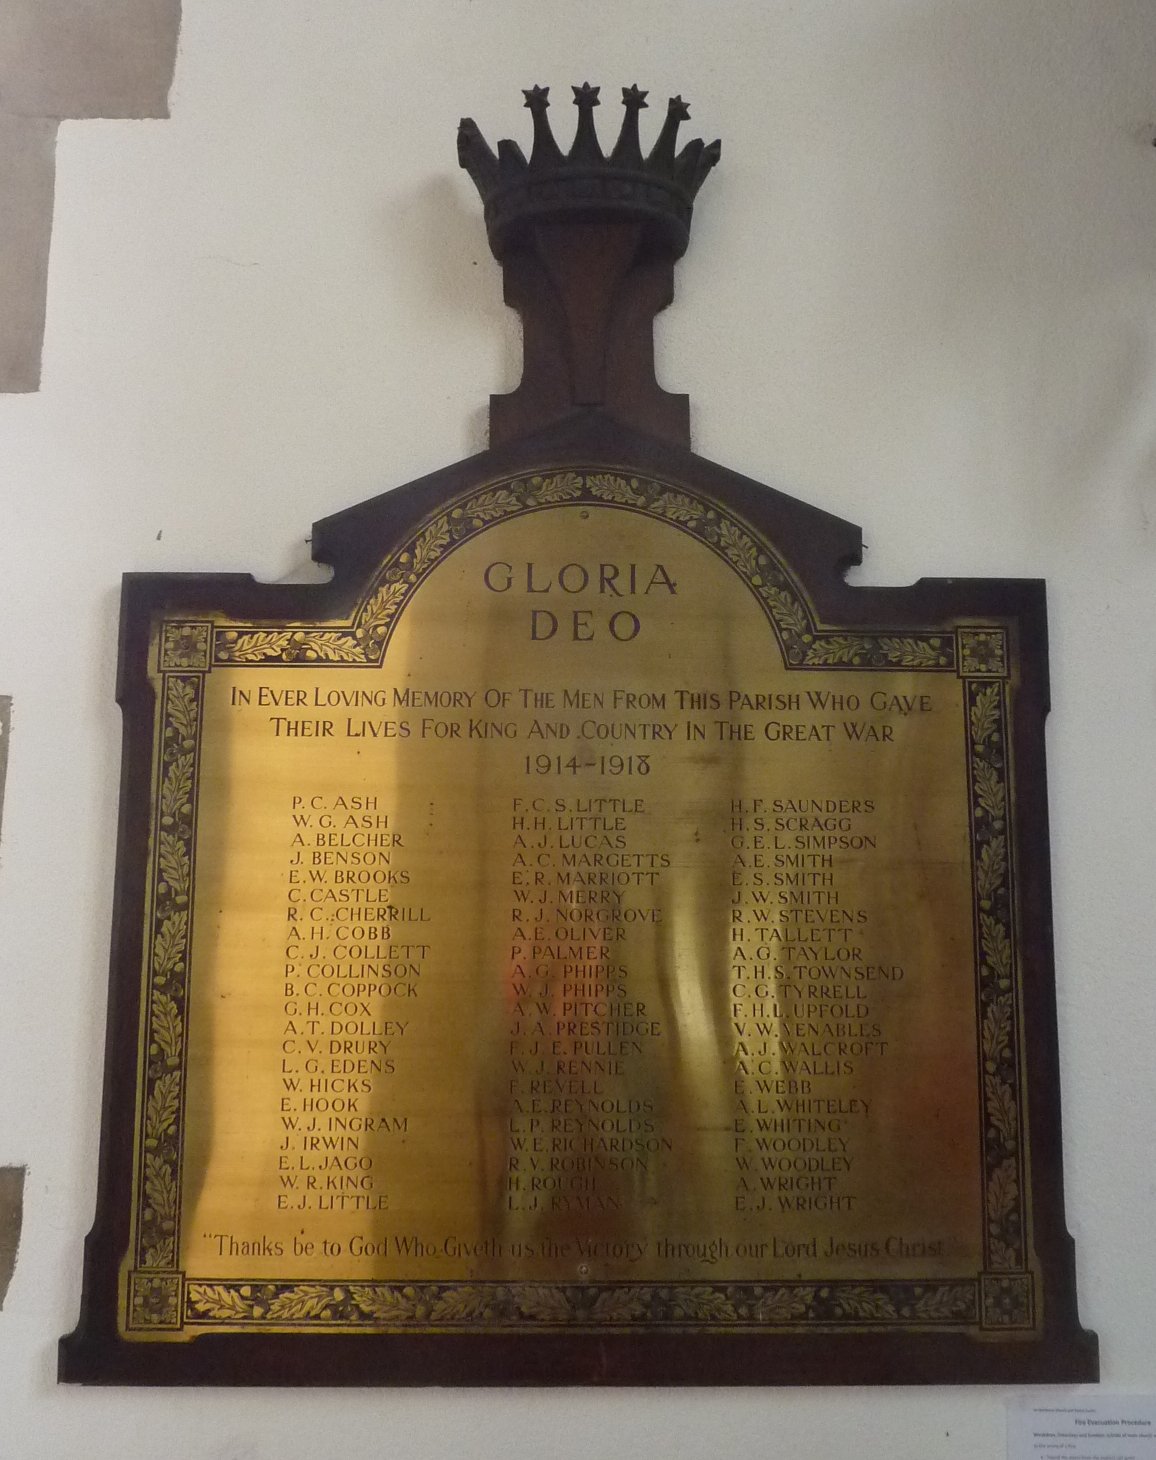 GLORIA
DEO
IN EVER LOVING MEMORY OF THE MEN FROM THIS PARISH WHO GAVE
THEIR LIVES FOR KING AND COUNTRY IN THE GREAT WAR
1914-1918
P. C. ASH
W. G. ASH
A. BELCHER
J. BENSON
E. W. BROOKS
C. CASTLE
R. C. CHERRILL
A. H. COBB
C. J. COLLETT
P. COLLINSON
B. C. COPPOCK
G. H. COX
A. T. DOLLEY
C. V. DRURY
L. G. EDENS
W. HICKS
E. HOOK
W. J. INGRAM
J. IRWIN
E. L. JAGO
W. R. KING
E. J. LITTLE
F. C. S. LITTLE
H. H. LITTLE
A. J. LUCAS
A. C. MARGETTS
E. R. MARRIOTT
W. J. MERRY
R. J. NORGROVE
A. E. OLIVER
P. PALMER
A. G. PHIPPS
W. J. PHIPPS
A. W. PITCHER
J. A. PRESTIDGE
F. J. E. PULLEN
W. J. RENNIE
F. REVELL
A. E. REYNOLDS
L. P. REYNOLDS
W. E. RICHARDSON
R. V. ROBINSON
H. ROUGH
L. J. RYMAN
H. F. SAUNDERS
H. S. SCRAGG
G. E. L. SIMPSON
A. E. SMITH
E. S. SMITH
J. W. SMITH
R. W. STEVENS
H. TALLETT
A. G. TAYLOR
T. H. S. TOWNSEND
C. G. TYRRELL
F. H. L. UPFOLD
V. W. VENABLES
A. J. WALCROFT
A. C. WALLIS
E. WEBB
A. L. WHITELEY
E. WHITING
F. WOODLEY
W. WOODLEY
A. WRIGHT
E. J. WRIGHT
"Thanks be to God Who Giveth us the Victory through our Lord Jesus Christ
Fire Evacuation Procedure